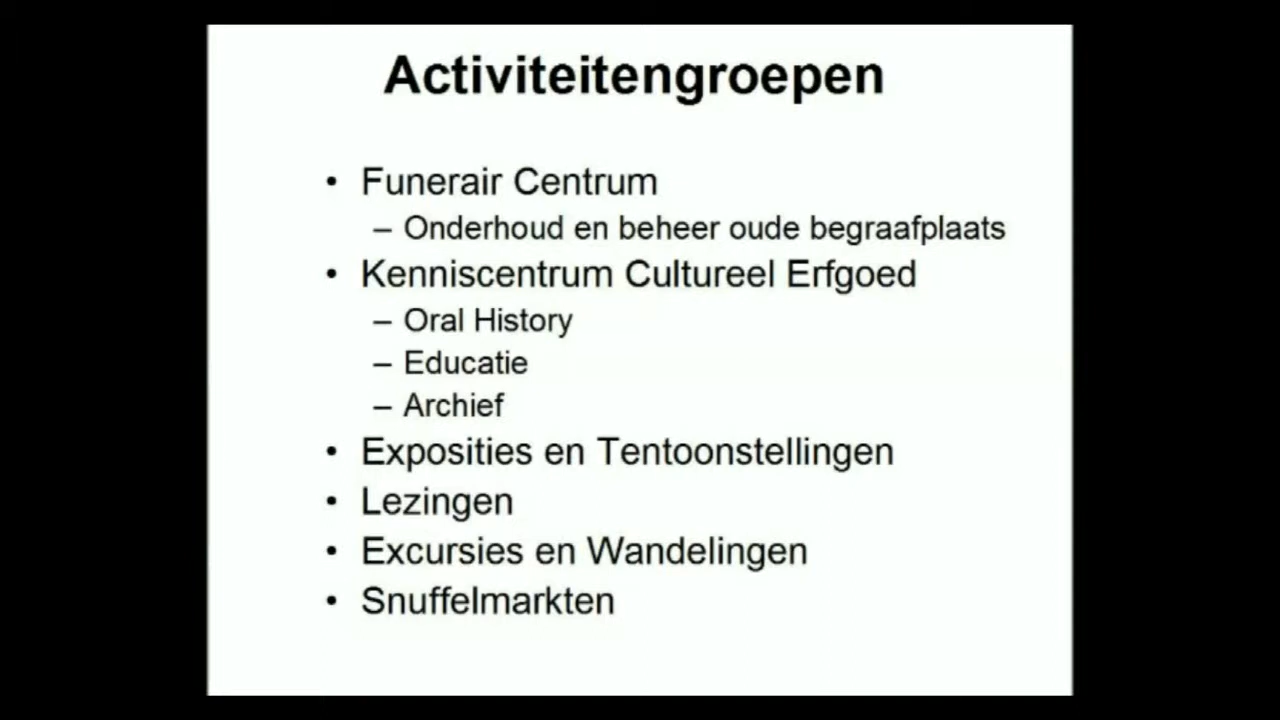 Activiteitengroepen
• Funerair Centrum
– Onderhoud en beheer oude begraafplaats
• Kenniscentrum Cultureel Erfgoed
– Oral History
– Educatie
– Archief
• Exposities en Tentoonstellingen
• Lezingen
• Excursies en Wandelingen
• Snuffelmarkten